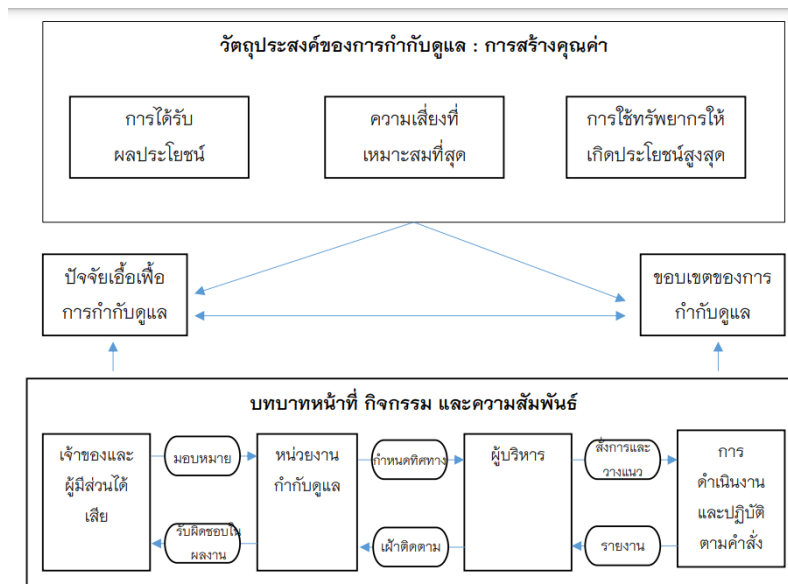 วัตถุประสงค์ของการกำกับดูแล : การสร้างคุณค่า
การได้รับ
ผลประโยชน์
ความเสี่ยงที่
เหมาะสมที่สุด
การใช้ทรัพยากรให้
เกิดประโยชน์สูงสุด
ปัจจัยเอื้อเฟื้อ
การกำกับดูแล
ขอบเขตของการ
กำกับดูแล
บทบาทหน้าที่ กิจกรรม และความสัมพันธ์
เจ้าของและ
ผู้มีส่วนได้
เสีย
มอบหมาย
รับผิดชอบใน
ผลงาน
หน่วยงาน
กำกับดูแล
กำหนดทิศทาง
เฝ้าติดตาม
ผู้บริหาร
สั่งการและ
วางแนว
รายงาน
การ
ดำเนินงาน
และปฏิบัติ
ตามคำสั่ง